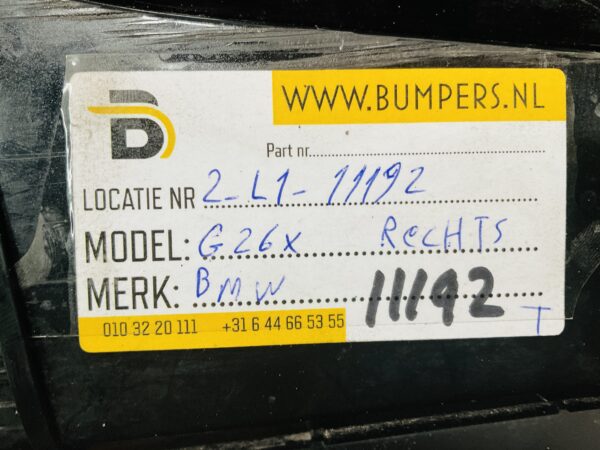 B
WWW.BUMPERS.NL
Part nr.
LOCATIE NR 2-L1-11192
MODEL: G26x RECHTS
MERK: BMW 11192
010 32 20 111 +31 6 44 66 53 55 T